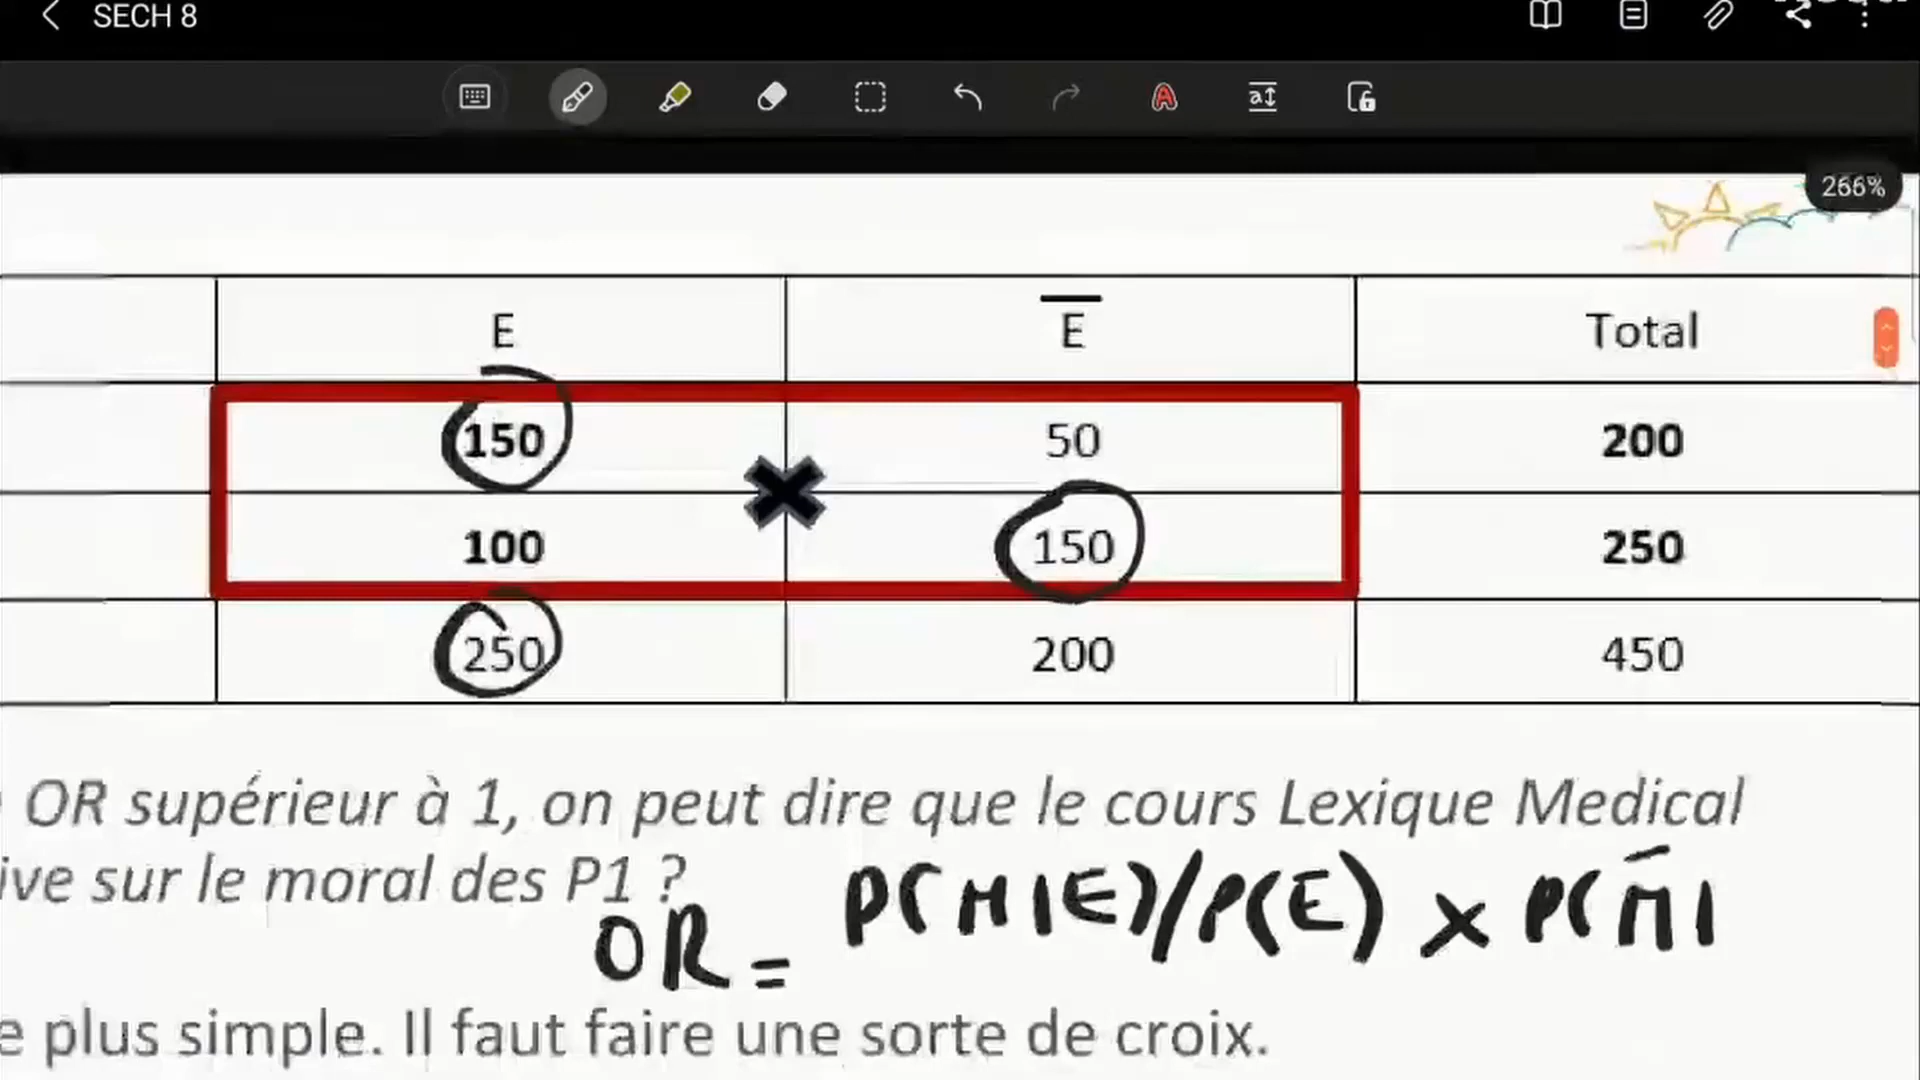 SECH 8
266%
E E̅ Total
150 50 200
100 150 250
250 200 450
OR supérieur à 1, on peut dire que le cours Lexique Medical
ive sur le moral des P1 ?
OR = P(M|E)/P(E) x P(M̅|
e plus simple. Il faut faire une sorte de croix.